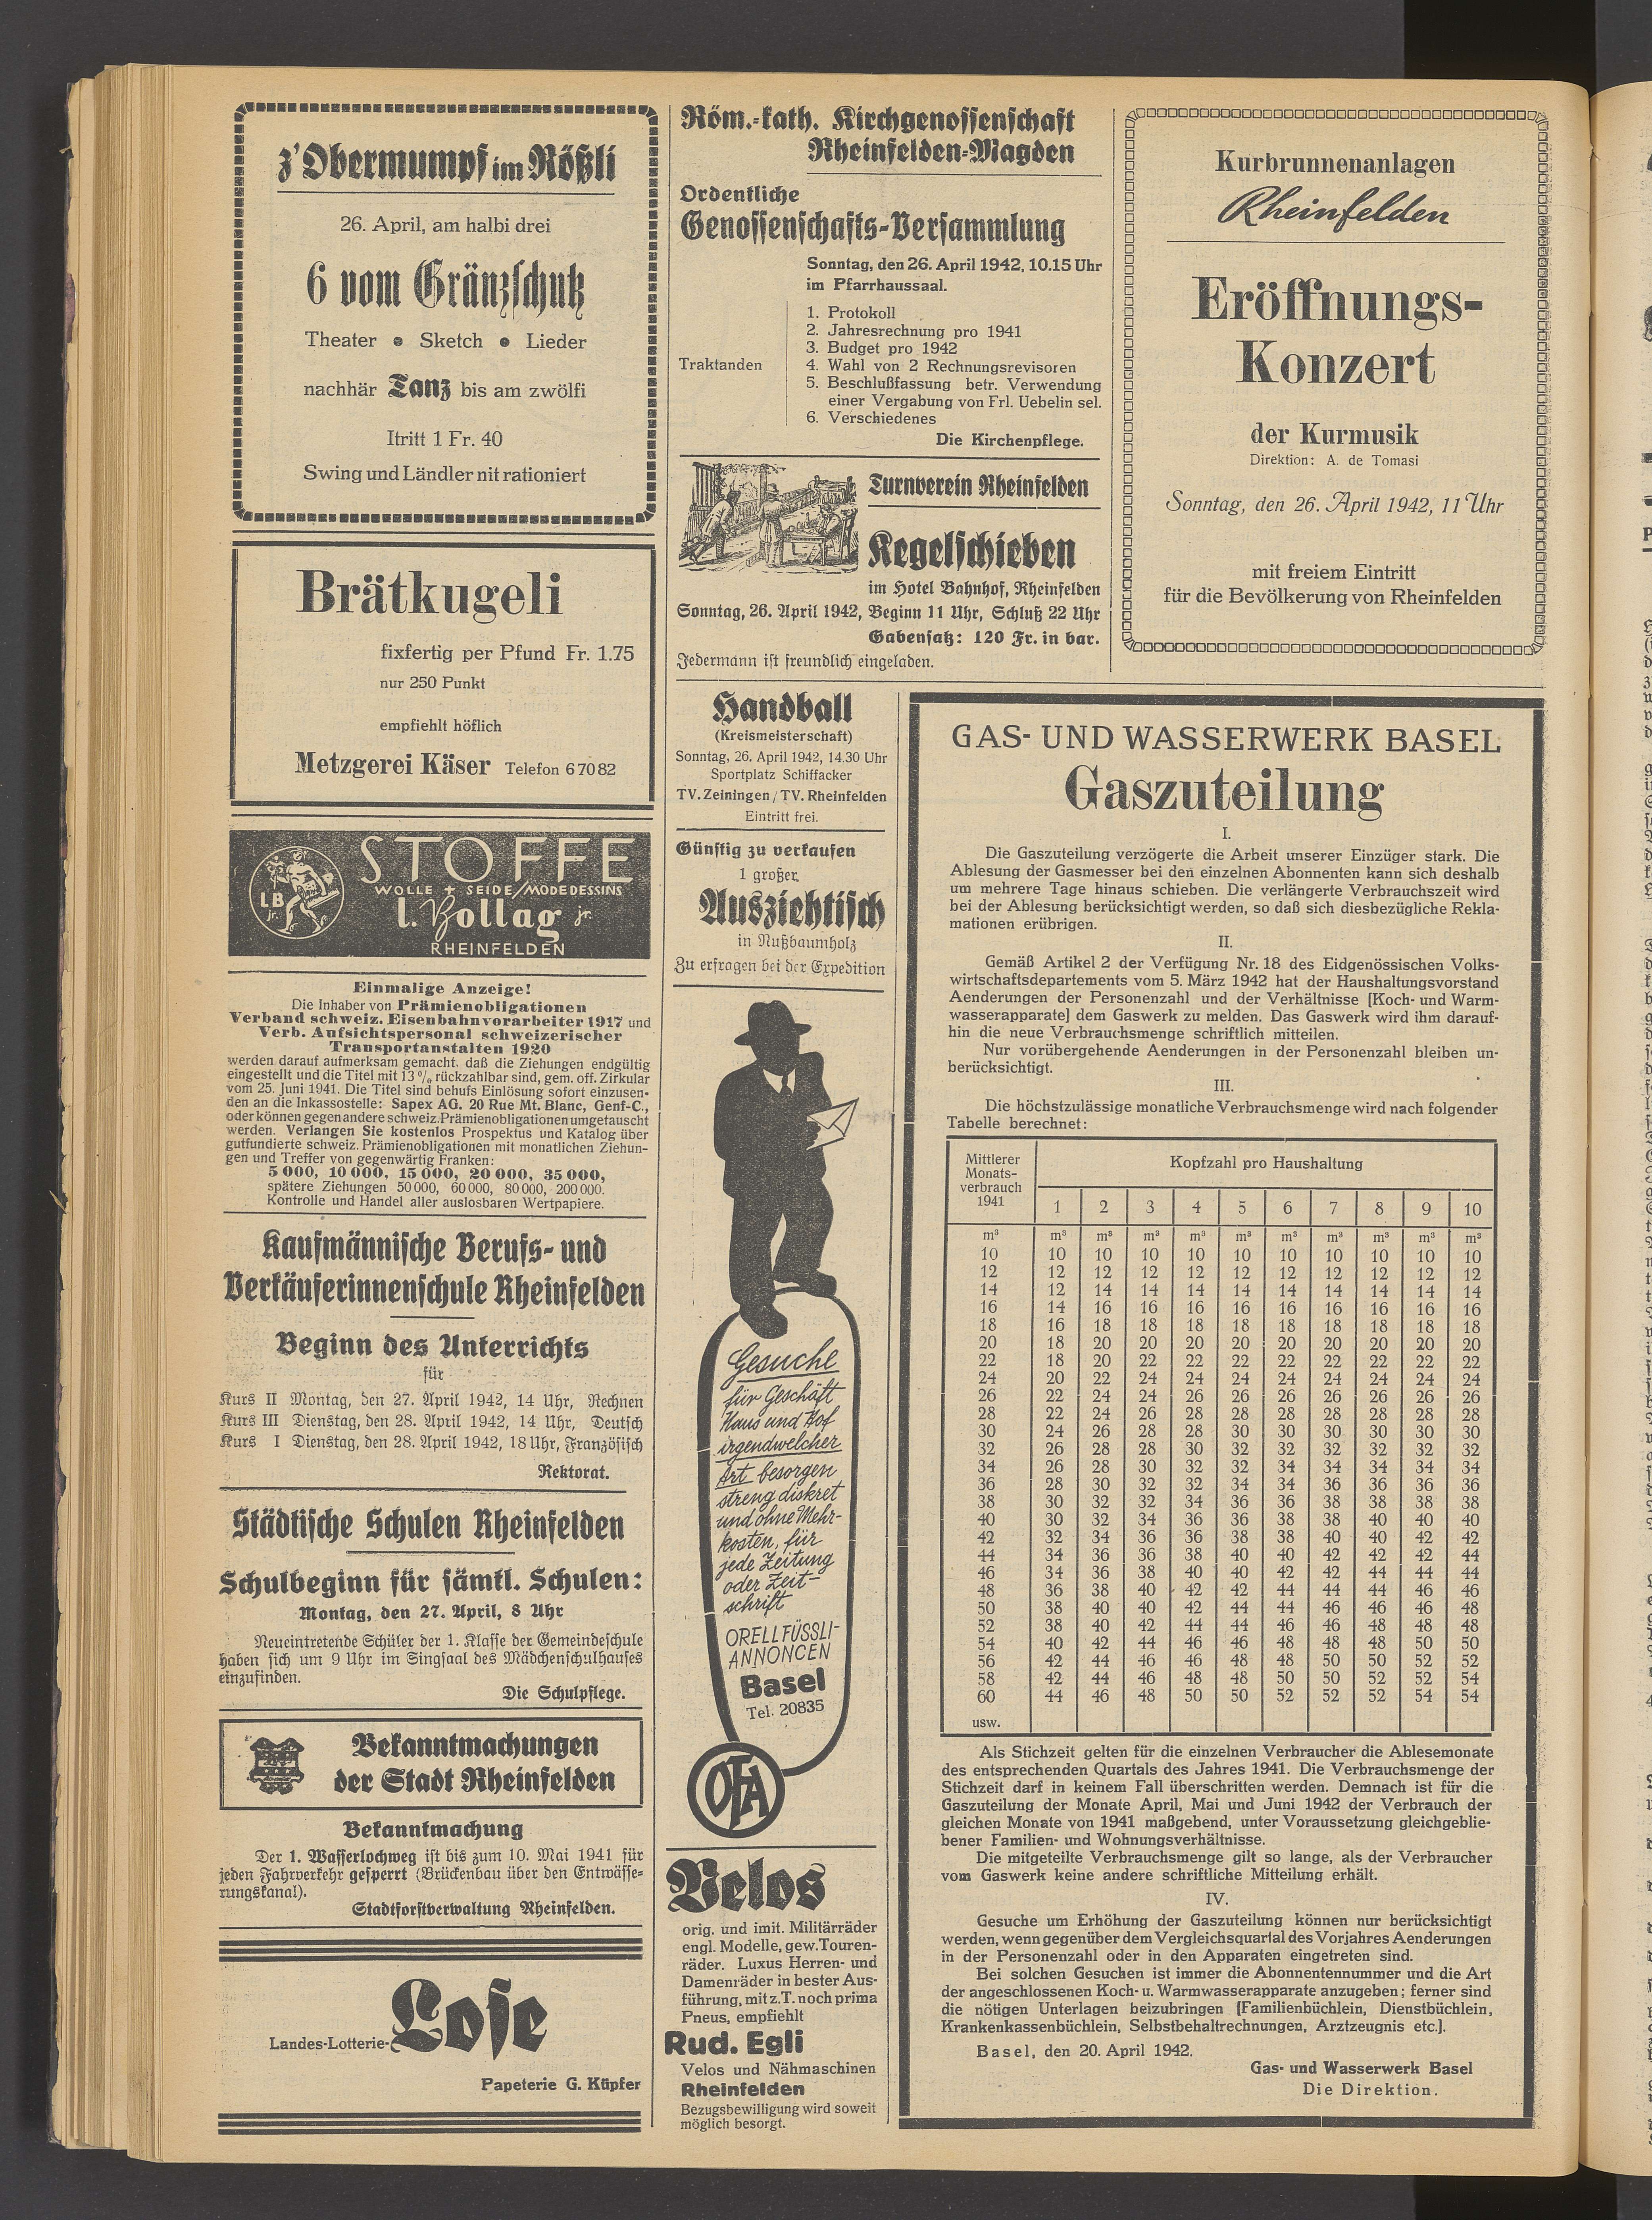 z'Obermumpf im Rößli
26. April, am halbi drei
6 vom Gränzschutz
Theater • Sketch • Lieder
nachhär Tanz bis am zwölfi
Itritt 1 Fr. 40
Swing und Ländler nit rationiert
Brätkugeli
fixfertig per Pfund Fr. 1.75
nur 250 Punkt
empfiehlt höflich
Metzgerei Käser Telefon 6 70 82
STOFFE
WOLLE + SEIDE/MODEDESSINS
LB
jr.
L. Bollag jr.
RHEINFELDEN
Einmalige Anzeige!
Die Inhaber von Prämienobligationen
Verband schweiz. Eisenbahnvorarbeiter 1917 und
Verb. Aufsichtspersonal schweizerischer
Transportanstalten 1920
werden darauf aufmerksam gemacht, daß die Ziehungen endgültig
eingestellt und die Titel mit 13 % rückzahlbar sind, gem. off. Zirkular
vom 25. Juni 1941. Die Titel sind behufs Einlösung sofort einzusen-
den an die Inkassostelle: Sapex AG. 20 Rue Mt. Blanc, Genf-C.,
oder können gegen andere schweiz. Prämienobligationen umgetauscht
werden. Verlangen Sie kostenlos Prospektus und Katalog über
gutfundierte schweiz. Prämienobligationen mit monatlichen Ziehun-
gen und Treffer von gegenwärtig Franken:
5 000, 10 000, 15 000, 20 000, 35 000,
spätere Ziehungen 50 000, 60 000, 80 000, 200 000.
Kontrolle und Handel aller auslosbaren Wertpapiere.
Kaufmännische Berufs- und
Verkäuferinnenschule Rheinfelden
Beginn des Unterrichts
für
Kurs II Montag, den 27. April 1942, 14 Uhr, Rechnen
Kurs III Dienstag, den 28. April 1942, 14 Uhr, Deutsch
Kurs I Dienstag, den 28. April 1942, 18 Uhr, Französisch
Rektorat.
Städtische Schulen Rheinfelden
Schulbeginn für sämtl. Schulen:
Montag, den 27. April, 8 Uhr
Neueintretende Schüler der 1. Klasse der Gemeindeschule
haben sich um 9 Uhr im Singsaal des Mädchenschulhauses
einzufinden.
Die Schulpflege.
Bekanntmachungen
der Stadt Rheinfelden
Bekanntmachung
Der 1. Wasserlochweg ist bis zum 10. Mai 1941 für
jeden Fahrverkehr gesperrt (Brückenbau über den Entwässe-
rungskanal).
Stadtforstverwaltung Rheinfelden.
Landes-Lotterie-Lose
Papeterie G. Küpfer
Röm.-kath. Kirchgenossenschaft
Rheinfelden-Magden
Ordentliche
Genossenschafts-Versammlung
Sonntag, den 26. April 1942, 10.15 Uhr
im Pfarrhaussaal.
Traktanden
1. Protokoll
2. Jahresrechnung pro 1941
3. Budget pro 1942
4. Wahl von 2 Rechnungsrevisoren
5. Beschlußfassung betr. Verwendung
einer Vergabung von Frl. Uebelin sel.
6. Verschiedenes
Die Kirchenpflege.
Turnverein Rheinfelden
Kegelschieben
im Hotel Bahnhof, Rheinfelden
Sonntag, 26. April 1942, Beginn 11 Uhr, Schluß 22 Uhr
Gabensatz: 120 Fr. in bar.
Jedermann ist freundlich eingeladen.
Handball
(Kreismeisterschaft)
Sonntag, 26. April 1942, 14.30 Uhr
Sportplatz Schiffacker
TV. Zeiningen / TV. Rheinfelden
Eintritt frei.
Günstig zu verkaufen
1 großer
Ausziehtisch
in Nußbaumholz
Zu erfragen bei der Expedition
Gesuche
für Geschäft
Haus und Hof
irgendwelcher
Art besorgen
streng diskret
und ohne Mehr-
kosten, für
jede Zeitung
oder Zeit-
schrift
ORELL FÜSSLI-
ANNONCEN
Basel
Tel. 20835
OFA
Velos
orig. und imit. Militärräder
engl. Modelle, gew. Touren-
räder. Luxus Herren- und
Damenräder in bester Aus-
führung, mit z. T. noch prima
Pneus, empfiehlt
Rud. Egli
Velos und Nähmaschinen
Rheinfelden
Bezugsbewilligung wird soweit
möglich besorgt.
Kurbrunnenanlagen
Rheinfelden
Eröffnungs-
Konzert
der Kurmusik
Direktion: A. de Tomasi
Sonntag, den 26. April 1942, 11 Uhr
mit freiem Eintritt
für die Bevölkerung von Rheinfelden
GAS- UND WASSERWERK BASEL
Gaszuteilung
I.
Die Gaszuteilung verzögerte die Arbeit unserer Einzüger stark. Die
Ablesung der Gasmesser bei den einzelnen Abonnenten kann sich deshalb
um mehrere Tage hinaus schieben. Die verlängerte Verbrauchszeit wird
bei der Ablesung berücksichtigt werden, so daß sich diesbezügliche Rekla-
mationen erübrigen.
II.
Gemäß Artikel 2 der Verfügung Nr. 18 des Eidgenössischen Volks-
wirtschaftsdepartements vom 5. März 1942 hat der Haushaltungsvorstand
Aenderungen der Personenzahl und der Verhältnisse [Koch- und Warm-
wasserapparate] dem Gaswerk zu melden. Das Gaswerk wird ihm darauf-
hin die neue Verbrauchsmenge schriftlich mitteilen.
Nur vorübergehende Aenderungen in der Personenzahl bleiben un-
berücksichtigt.
III.
Die höchstzulässige monatliche Verbrauchsmenge wird nach folgender
Tabelle berechnet:
Mittlerer
Monats-
verbrauch
1941
Kopfzahl pro Haushaltung
1 2 3 4 5 6 7 8 9 10
m³ m³ m³ m³ m³ m³ m³ m³ m³ m³ m³
10 10 10 10 10 10 10 10 10 10 10
12 12 12 12 12 12 12 12 12 12 12
14 12 14 14 14 14 14 14 14 14 14
16 14 16 16 16 16 16 16 16 16 16
18 16 18 18 18 18 18 18 18 18 18
20 18 20 20 20 20 20 20 20 20 20
22 18 20 22 22 22 22 22 22 22 22
24 20 22 24 24 24 24 24 24 24 24
26 22 24 24 26 26 26 26 26 26 26
28 22 24 26 28 28 28 28 28 28 28
30 24 26 28 28 30 30 30 30 30 30
32 26 28 28 30 32 32 32 32 32 32
34 26 28 30 32 32 34 34 34 34 34
36 28 30 32 32 34 34 36 36 36 36
38 30 32 32 34 36 36 38 38 38 38
40 30 32 34 36 36 38 38 40 40 40
42 32 34 36 36 38 38 40 40 42 42
44 34 36 36 38 40 40 42 42 42 44
46 34 36 38 40 40 42 42 44 44 44
48 36 38 40 42 42 44 44 44 46 46
50 38 40 40 42 44 44 46 46 46 48
52 38 40 42 44 44 46 46 48 48 48
54 40 42 44 46 46 48 48 48 50 50
56 42 44 46 46 48 48 50 50 52 52
58 42 44 46 48 48 50 50 52 52 54
60 44 46 48 50 50 52 52 52 54 54
usw.
Als Stichzeit gelten für die einzelnen Verbraucher die Ablesemonate
des entsprechenden Quartals des Jahres 1941. Die Verbrauchsmenge der
Stichzeit darf in keinem Fall überschritten werden. Demnach ist für die
Gaszuteilung der Monate April, Mai und Juni 1942 der Verbrauch der
gleichen Monate von 1941 maßgebend, unter Voraussetzung gleichgeblie-
bener Familien- und Wohnungsverhältnisse.
Die mitgeteilte Verbrauchsmenge gilt so lange, als der Verbraucher
vom Gaswerk keine andere schriftliche Mitteilung erhält.
IV.
Gesuche um Erhöhung der Gaszuteilung können nur berücksichtigt
werden, wenn gegenüber dem Vergleichsquartal des Vorjahres Aenderungen
in der Personenzahl oder in den Apparaten eingetreten sind.
Bei solchen Gesuchen ist immer die Abonnentennummer und die Art
der angeschlossenen Koch- u. Warmwasserapparate anzugeben; ferner sind
die nötigen Unterlagen beizubringen [Familienbüchlein, Dienstbüchlein,
Krankenkassenbüchlein, Selbstbehaltrechnungen, Arztzeugnis etc.].
Basel, den 20. April 1942.
Gas- und Wasserwerk Basel
Die Direktion.